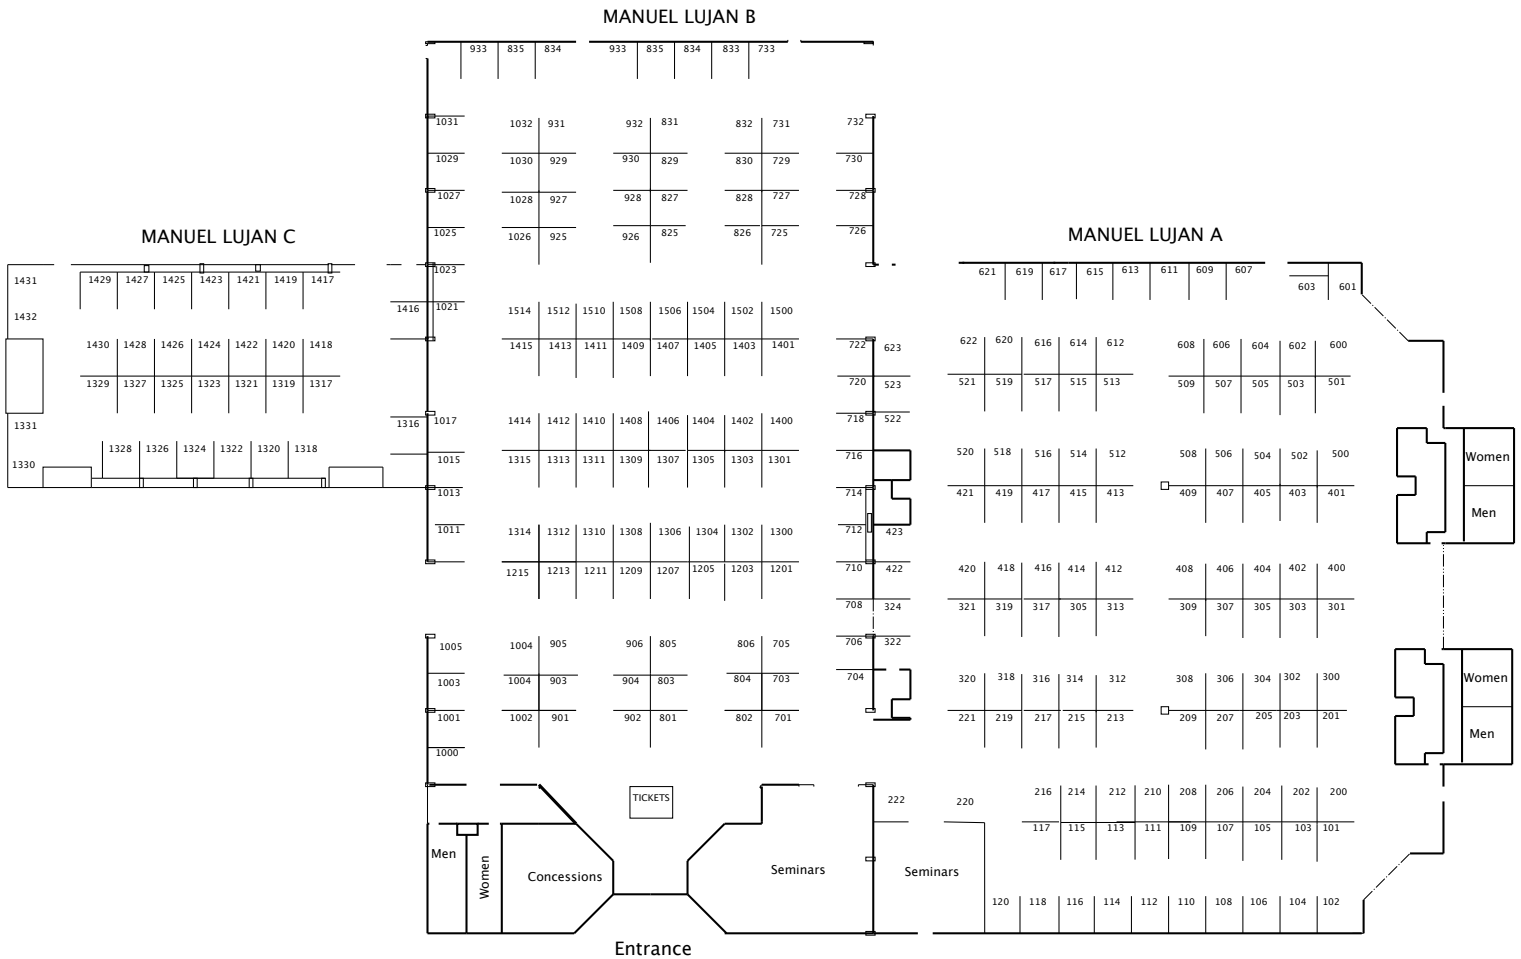 MANUEL LUJAN B
933 835 834 933 835 834 833 733
1031 1032 931 932 831 832 731 732
1029 1030 929 930 829 830 729 730
1027 1028 927 928 827 828 727 728
1025 1026 925 926 825 826 725 726
1023
1021 1514 1512 1510 1508 1506 1504 1502 1500
1415 1413 1411 1409 1407 1405 1403 1401 722
720
1017 1414 1412 1410 1408 1406 1404 1402 1400 718
1015 1315 1313 1311 1309 1307 1305 1303 1301 716
1013 714
1011 1314 1312 1310 1308 1306 1304 1302 1300 712
1215 1213 1211 1209 1207 1205 1203 1201 710
708
1005 1004 905 906 805 806 705 706
1003 1004 903 904 803 804 703 704
1001 1002 901 902 801 802 701
1000
TICKETS
Men
Women
Concessions
Seminars
Entrance
MANUEL LUJAN C
1431 1429 1427 1425 1423 1421 1419 1417
1432 1416
1430 1428 1426 1424 1422 1420 1418
1329 1327 1325 1323 1321 1319 1317
1331 1316
1330 1328 1326 1324 1322 1320 1318
MANUEL LUJAN A
621 619 617 615 613 611 609 607 603 601
623 622 620 616 614 612 608 606 604 602 600
523 521 519 517 515 513 509 507 505 503 501
522
520 518 516 514 512 508 506 504 502 500
421 419 417 415 413 409 407 405 403 401
Women
Men
423
422 420 418 416 414 412 408 406 404 402 400
324 321 319 317 305 313 309 307 305 303 301
322
320 318 316 314 312 308 306 304 302 300
221 219 217 215 213 209 207 205 203 201
Women
Men
222 220 216 214 212 210 208 206 204 202 200
117 115 113 111 109 107 105 103 101
Seminars
120 118 116 114 112 110 108 106 104 102